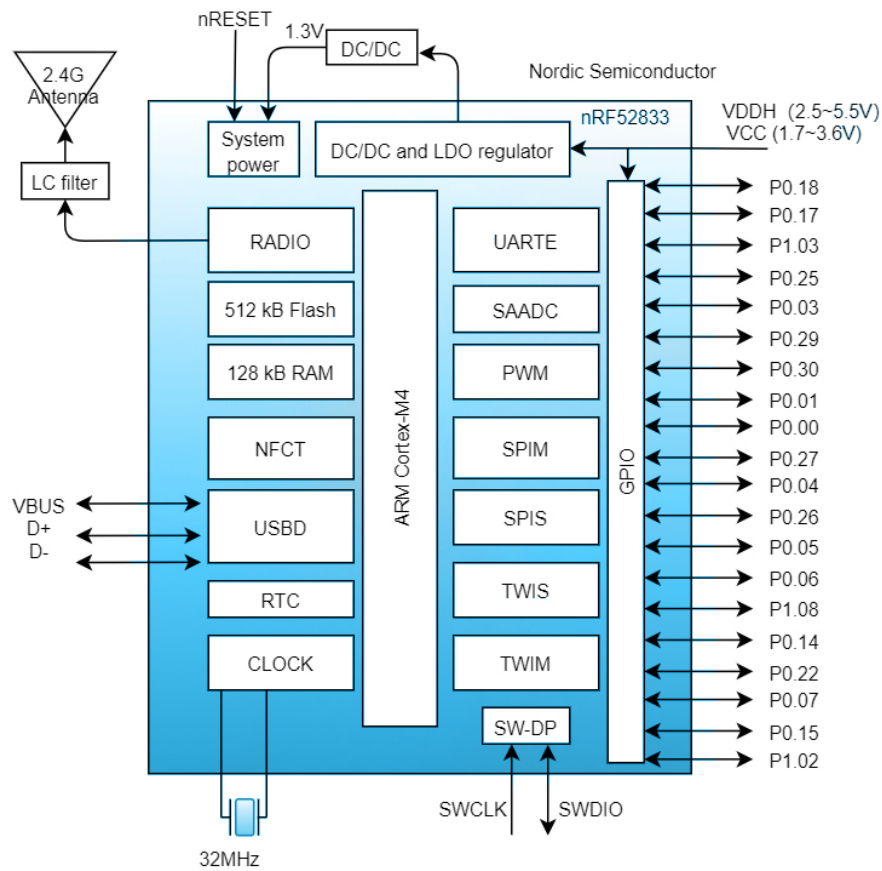 nRESET
1.3V
DC/DC
2.4G
Antenna
Nordic Semiconductor
nRF52833
VDDH (2.5~5.5V)
VCC (1.7~3.6V)
System
power
DC/DC and LDO regulator
LC filter
RADIO
512 kB Flash
128 kB RAM
NFCT
USBD
RTC
CLOCK
VBUS
D+
D-
ARM Cortex-M4
UARTE
SAADC
PWM
SPIM
SPIS
TWIS
TWIM
SW-DP
GPIO
P0.18
P0.17
P1.03
P0.25
P0.03
P0.29
P0.30
P0.01
P0.00
P0.27
P0.04
P0.26
P0.05
P0.06
P1.08
P0.14
P0.22
P0.07
P0.15
P1.02
SWCLK
SWDIO
32MHz